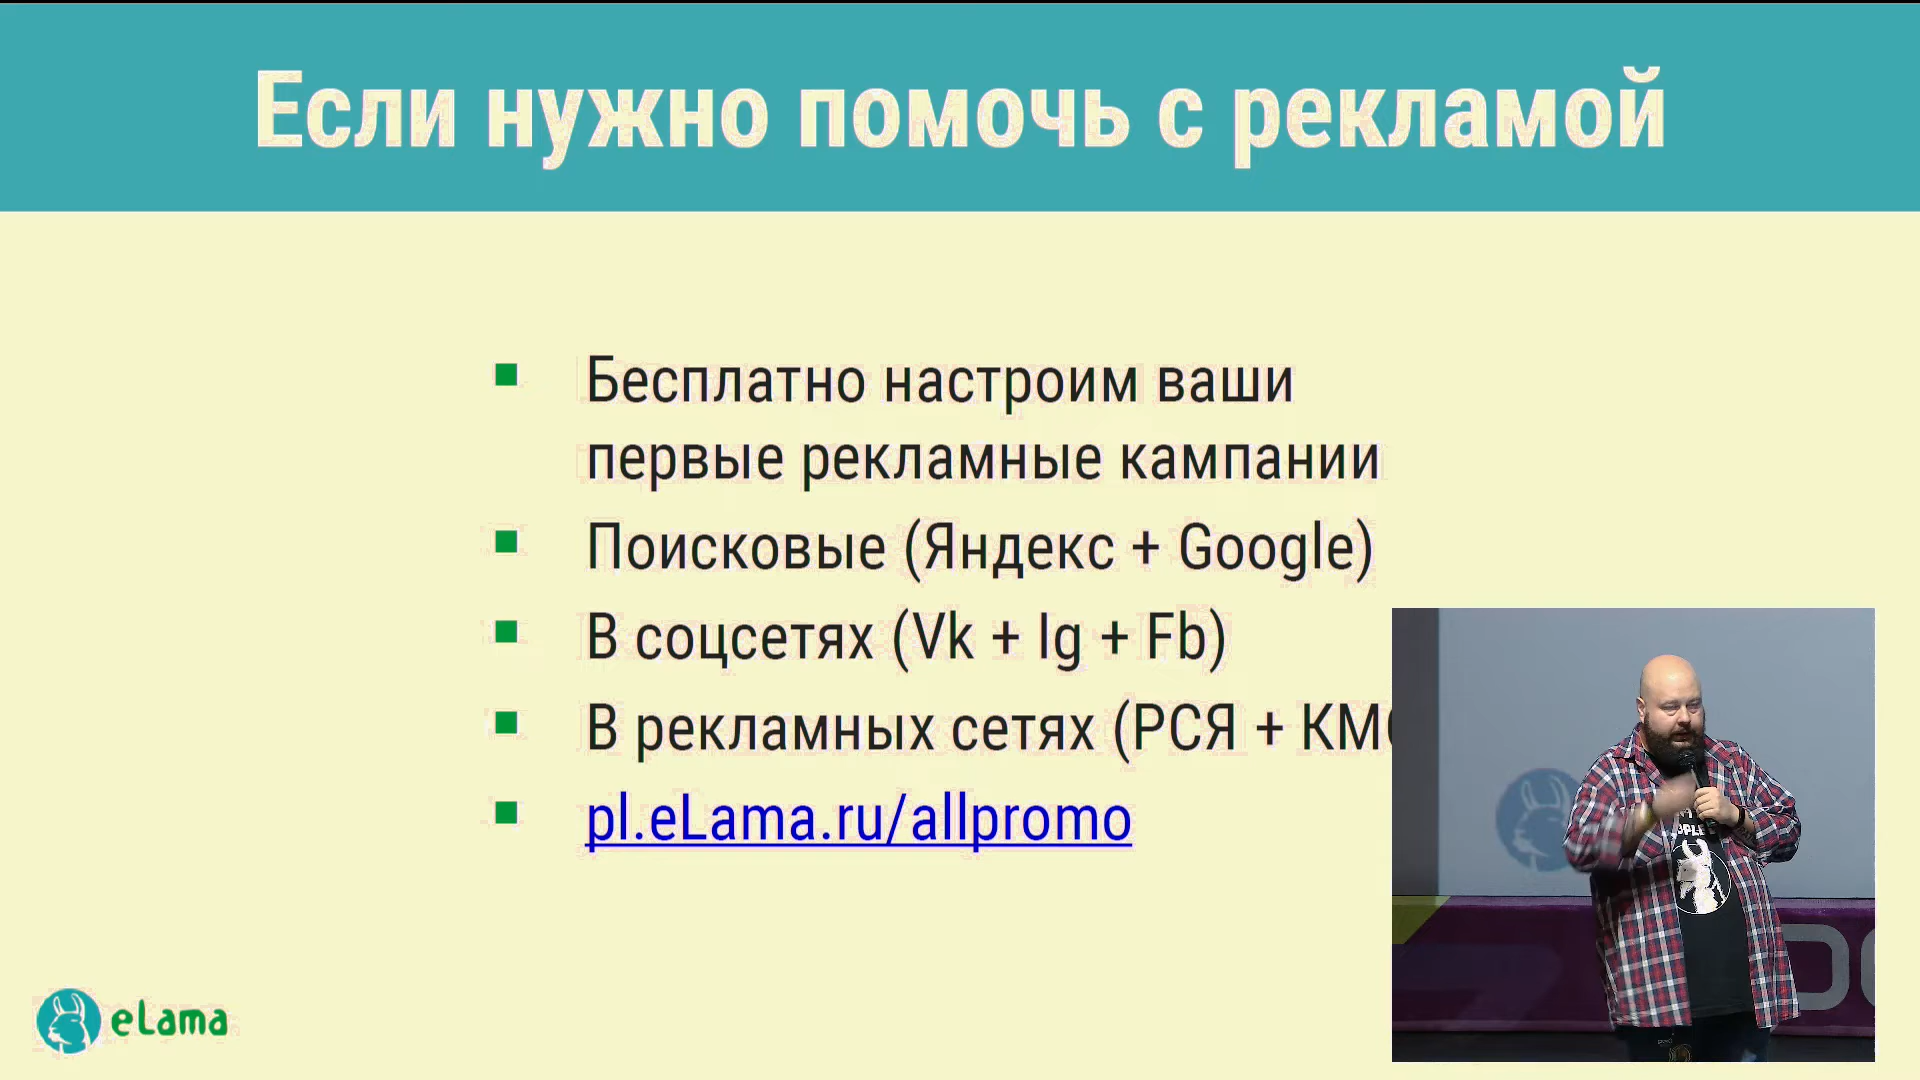 Если нужно помочь с рекламой
Бесплатно настроим ваши
первые рекламные кампании
Поисковые (Яндекс + Google)
В соцсетях (Vk + Ig + Fb)
В рекламных сетях (РСЯ +
pl.eLama.ru/allpromo
eLama